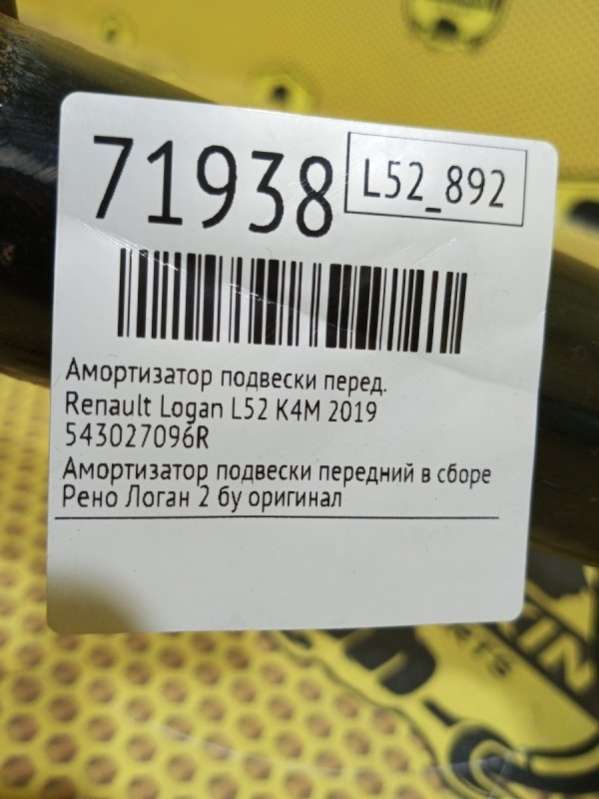 71938
L52_892
Амортизатор подвески перед.
Renault Logan L52 K4M 2019
543027096R
Амортизатор подвески передний в сборе
Рено Логан 2 бу оригинал